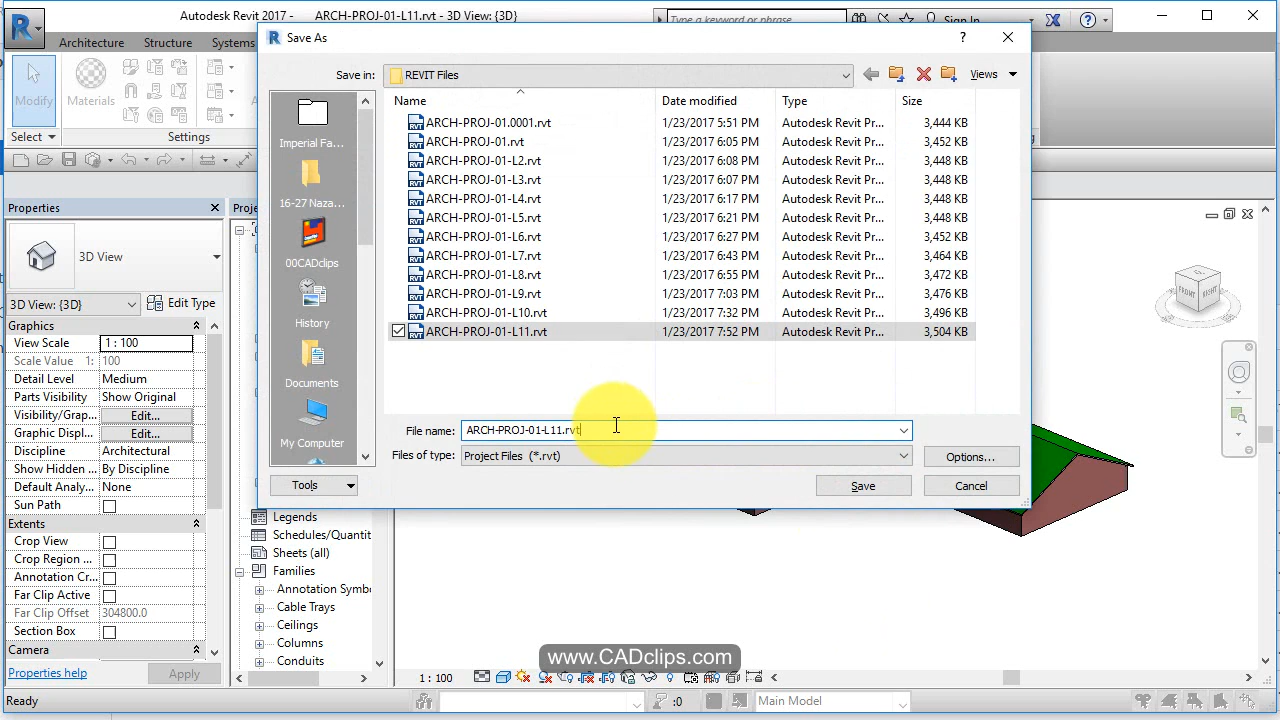 Autodesk Revit 2017 - ARCH-PROJ-01-L11.rvt - 3D View: {3D}
Type a keyword or phrase
Sign In
Architecture Structure Systems
Modify
Materials
Select
Settings
Save As
Save in:
REVIT Files
Views
Name Date modified Type Size
ARCH-PROJ-01.0001.rvt 1/23/2017 5:51 PM Autodesk Revit Pr... 3,444 KB
ARCH-PROJ-01.rvt 1/23/2017 6:05 PM Autodesk Revit Pr... 3,452 KB
ARCH-PROJ-01-L2.rvt 1/23/2017 6:08 PM Autodesk Revit Pr... 3,448 KB
ARCH-PROJ-01-L3.rvt 1/23/2017 6:07 PM Autodesk Revit Pr... 3,448 KB
ARCH-PROJ-01-L4.rvt 1/23/2017 6:17 PM Autodesk Revit Pr... 3,448 KB
ARCH-PROJ-01-L5.rvt 1/23/2017 6:21 PM Autodesk Revit Pr... 3,448 KB
ARCH-PROJ-01-L6.rvt 1/23/2017 6:27 PM Autodesk Revit Pr... 3,452 KB
ARCH-PROJ-01-L7.rvt 1/23/2017 6:43 PM Autodesk Revit Pr... 3,464 KB
ARCH-PROJ-01-L8.rvt 1/23/2017 6:55 PM Autodesk Revit Pr... 3,472 KB
ARCH-PROJ-01-L9.rvt 1/23/2017 7:03 PM Autodesk Revit Pr... 3,476 KB
ARCH-PROJ-01-L10.rvt 1/23/2017 7:32 PM Autodesk Revit Pr... 3,496 KB
ARCH-PROJ-01-L11.rvt 1/23/2017 7:52 PM Autodesk Revit Pr... 3,504 KB
Imperial Fa...
16-27 Naza...
00CADclips
History
Documents
My Computer
File name: ARCH-PROJ-01-L11.rvt
Files of type: Project Files (*.rvt)
Options...
Tools
Save
Cancel
Properties
3D View
3D View: {3D} Edit Type
Graphics
View Scale 1 : 100
Scale Value 1: 100
Detail Level Medium
Parts Visibility Show Original
Visibility/Grap... Edit...
Graphic Displ... Edit...
Discipline Architectural
Show Hidden ... By Discipline
Default Analy... None
Sun Path
Extents
Crop View
Crop Region ...
Annotation Cr...
Far Clip Active
Far Clip Offset 304800.0
Section Box
Camera
Properties help
Apply
Proj
Legends
Schedules/Quantit
Sheets (all)
Families
Annotation Symbo
Cable Trays
Ceilings
Columns
Conduits
FRONT
RIGHT
www.CADclips.com
1 : 100
Ready
:0
Main Model